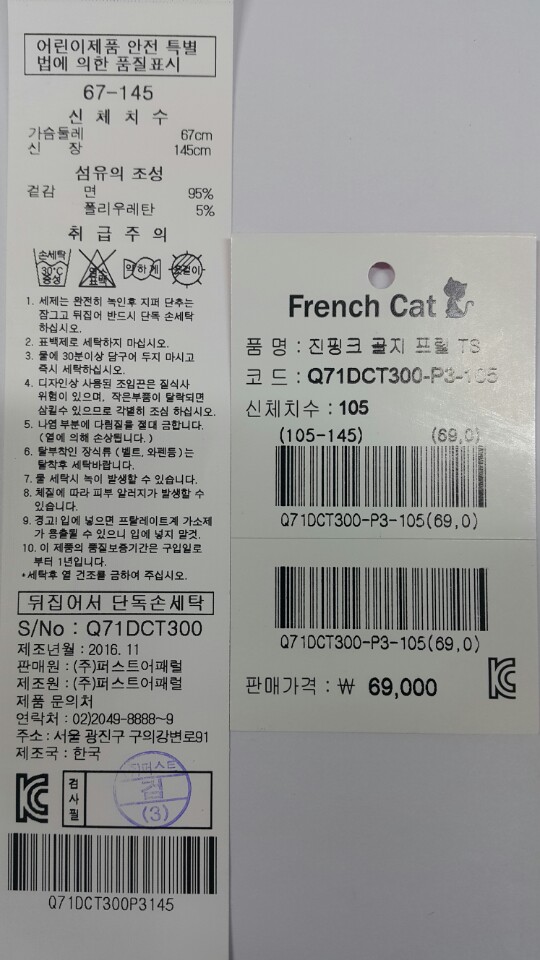 어린이제품 안전 특별
법에 의한 품질표시
67-145
신 체 치 수
가슴둘레 67cm
신 장 145cm
섬유의 조성
겉감 면 95%
폴리우레탄 5%
취 급 주 의
손세탁
30℃
중성
염소
표백
약하게
옷걸이
1. 세제는 완전히 녹인후 지퍼 단추는
잠그고 뒤집어 반드시 단독 손세탁
하십시오.
2. 표백제로 세탁하지 마십시오.
3. 물에 30분이상 담구어 두지 마시고
즉시 세탁하십시오.
4. 디자인상 사용된 조임끈은 질식사
위험이 있으며, 작은부품이 탈락되면
삼킬수 있으므로 각별히 조심 하십시오.
5. 나염 부분에 다림질을 절대 금합니다.
(열에 의해 손상됩니다.)
6. 탈부착인 장식류 (벨트, 와펜등)는
탈착후 세탁바랍니다.
7. 물 세탁시 녹이 발생할 수 있습니다.
8. 체질에 따라 피부 알러지가 발생할 수
있습니다.
9. 경고! 입에 넣으면 프탈레이트계 가소제
가 용출될 수 있으니 입에 넣지 말것.
10. 이 제품의 품질보증기간은 구입일로
부터 1년입니다.
*세탁후 열 건조를 금하여 주십시오.
뒤집어서 단독손세탁
S/No : Q71DCT300
제조년월 : 2016. 11
판매원 : (주)퍼스트어패럴
제조원 : (주)퍼스트어패럴
제품 문의처
연락처 : 02)2049-8888~9
주소 : 서울 광진구 구의강변로91
제조국 : 한국
검사필
검
(3)
Q71DCT300P3145
French Cat
품 명 : 진핑크 골지 프릴 TS
코 드 : Q71DCT300-P3-105
신체치수 : 105
(105-145) (69,0)
Q71DCT300-P3-105(69,0)
Q71DCT300-P3-105(69,0)
판매가격 : ₩ 69,000